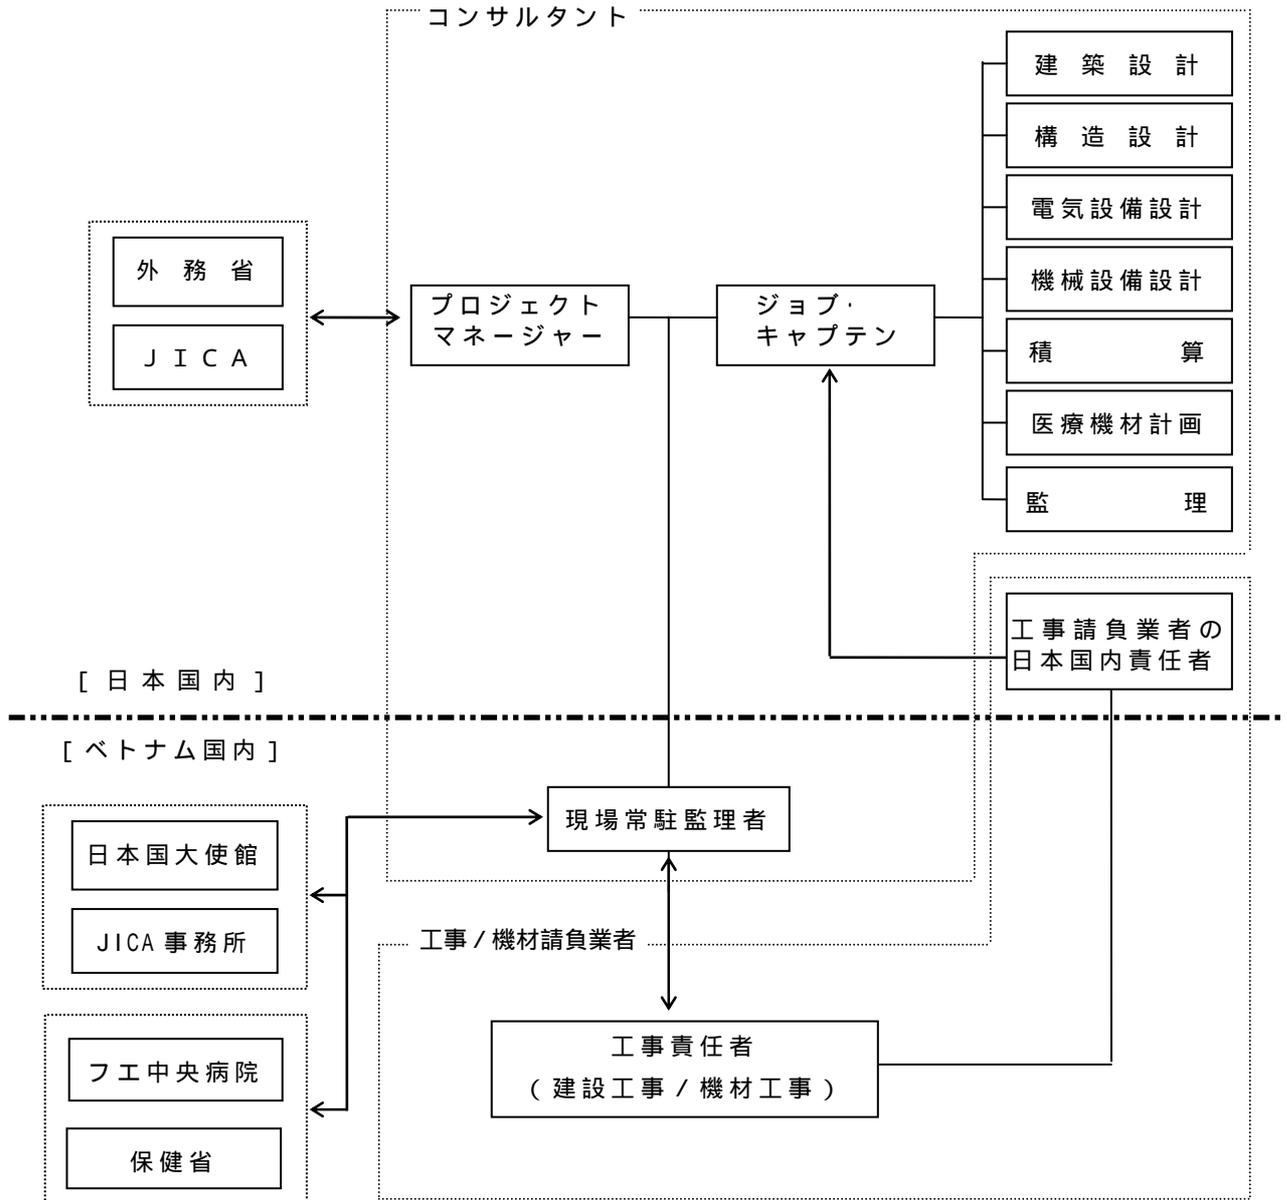 コンサルタント
建築設計
構造設計
電気設備設計
機械設備設計
積算
医療機材計画
監理
外務省
JICA
プロジェクト
マネージャー
ジョブ・
キャプテン
工事請負業者の
日本国内責任者
[日本国内]
[ベトナム国内]
現場常駐監理者
日本国大使館
JICA事務所
工事/機材請負業者
工事責任者
(建設工事/機材工事)
フエ中央病院
保健省